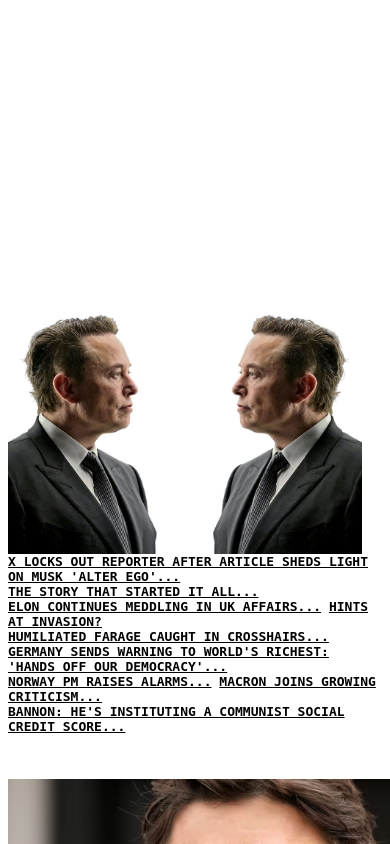 X LOCKS OUT REPORTER AFTER ARTICLE SHEDS LIGHT
ON MUSK 'ALTER EGO'...
THE STORY THAT STARTED IT ALL...
ELON CONTINUES MEDDLING IN UK AFFAIRS... HINTS
AT INVASION?
HUMILIATED FARAGE CAUGHT IN CROSSHAIRS...
GERMANY SENDS WARNING TO WORLD'S RICHEST:
'HANDS OFF OUR DEMOCRACY'...
NORWAY PM RAISES ALARMS... MACRON JOINS GROWING
CRITICISM...
BANNON: HE'S INSTITUTING A COMMUNIST SOCIAL
CREDIT SCORE...